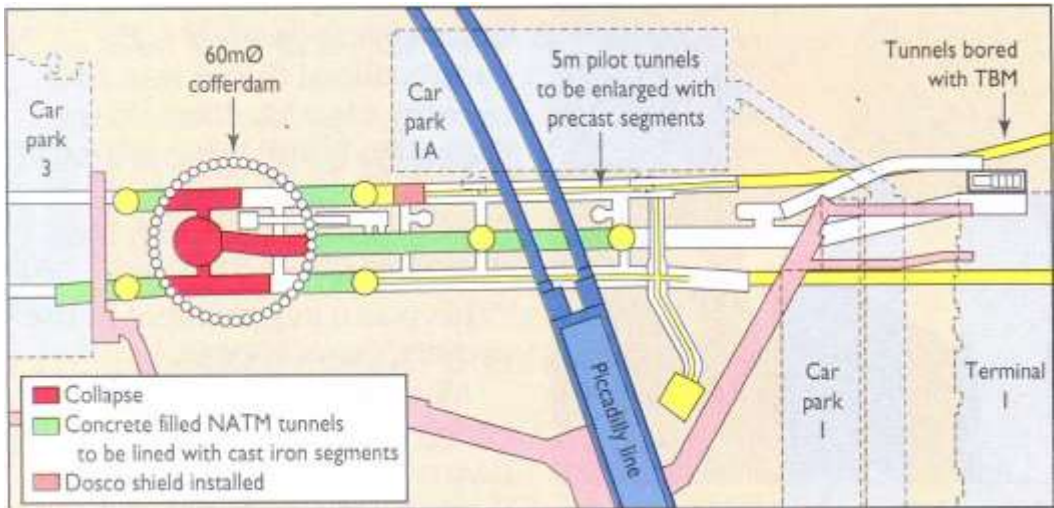 60mØ
cofferdam
Car
park
3
Car
park
1A
5m pilot tunnels
to be enlarged with
precast segments
Tunnels bored
with TBM
Piccadilly line
Car
park
1
Terminal
1
Collapse
Concrete filled NATM tunnels
to be lined with cast iron segments
Dosco shield installed